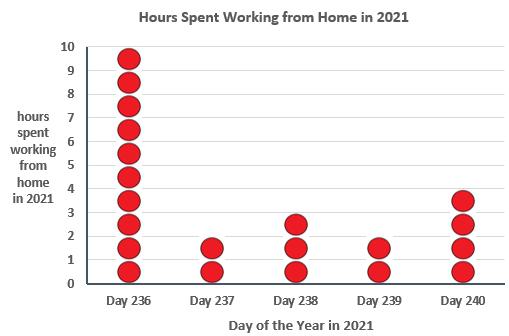 Hours Spent Working from Home in 2021
10
9
8
7
6
5
4
3
2
1
0
hours
spent
working
from
home
in 2021
Day 236 Day 237 Day 238 Day 239 Day 240
Day of the Year in 2021